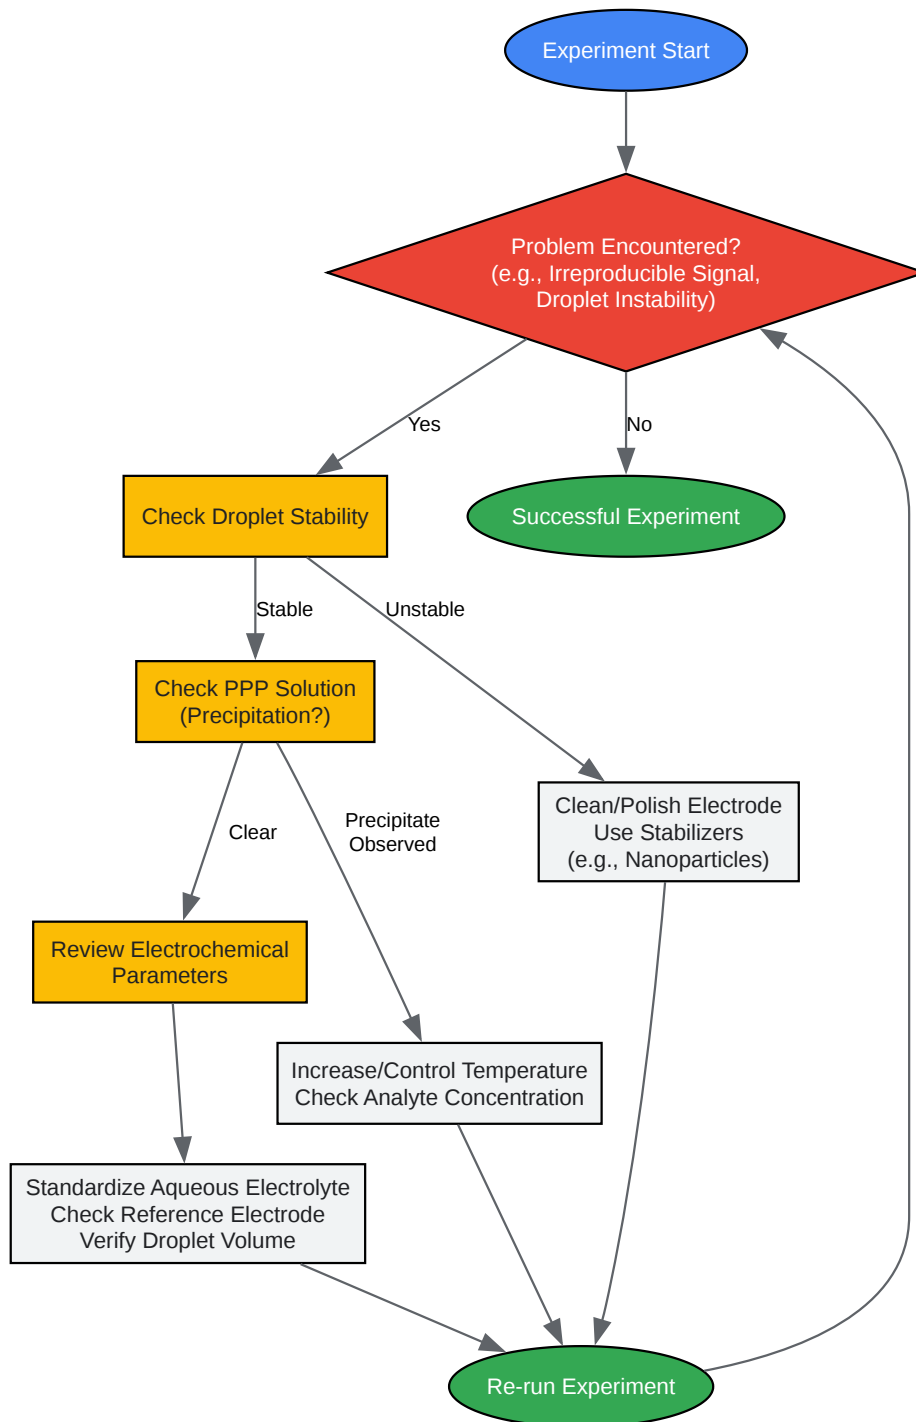 Experiment Start
Problem Encountered?
(e.g., Irreproducible Signal,
Droplet Instability)
Yes
No
Check Droplet Stability
Successful Experiment
Stable
Unstable
Check PPP Solution
(Precipitation?)
Clean/Polish Electrode
Use Stabilizers
(e.g., Nanoparticles)
Clear
Precipitate
Observed
Review Electrochemical
Parameters
Increase/Control Temperature
Check Analyte Concentration
Standardize Aqueous Electrolyte
Check Reference Electrode
Verify Droplet Volume
Re-run Experiment